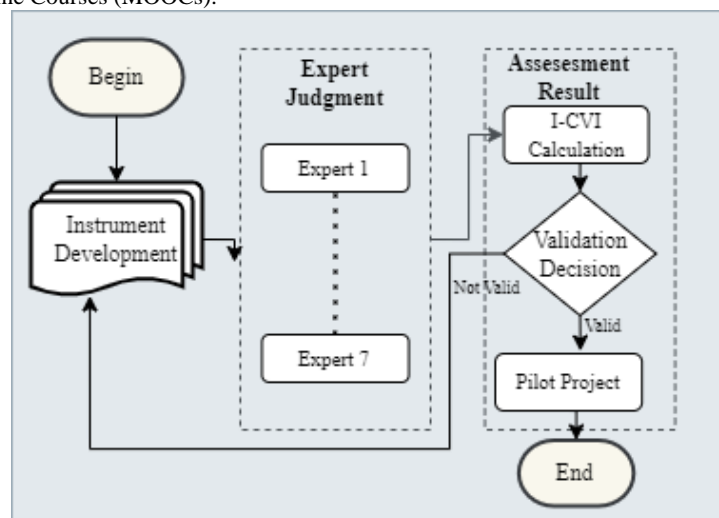 ne Courses (MOOCs).
Begin
Instrument
Development
Expert
Judgment
Expert 1
Expert 7
Assesesment
Result
I-CVI
Calculation
Validation
Decision
Not Valid
Valid
Pilot Project
End